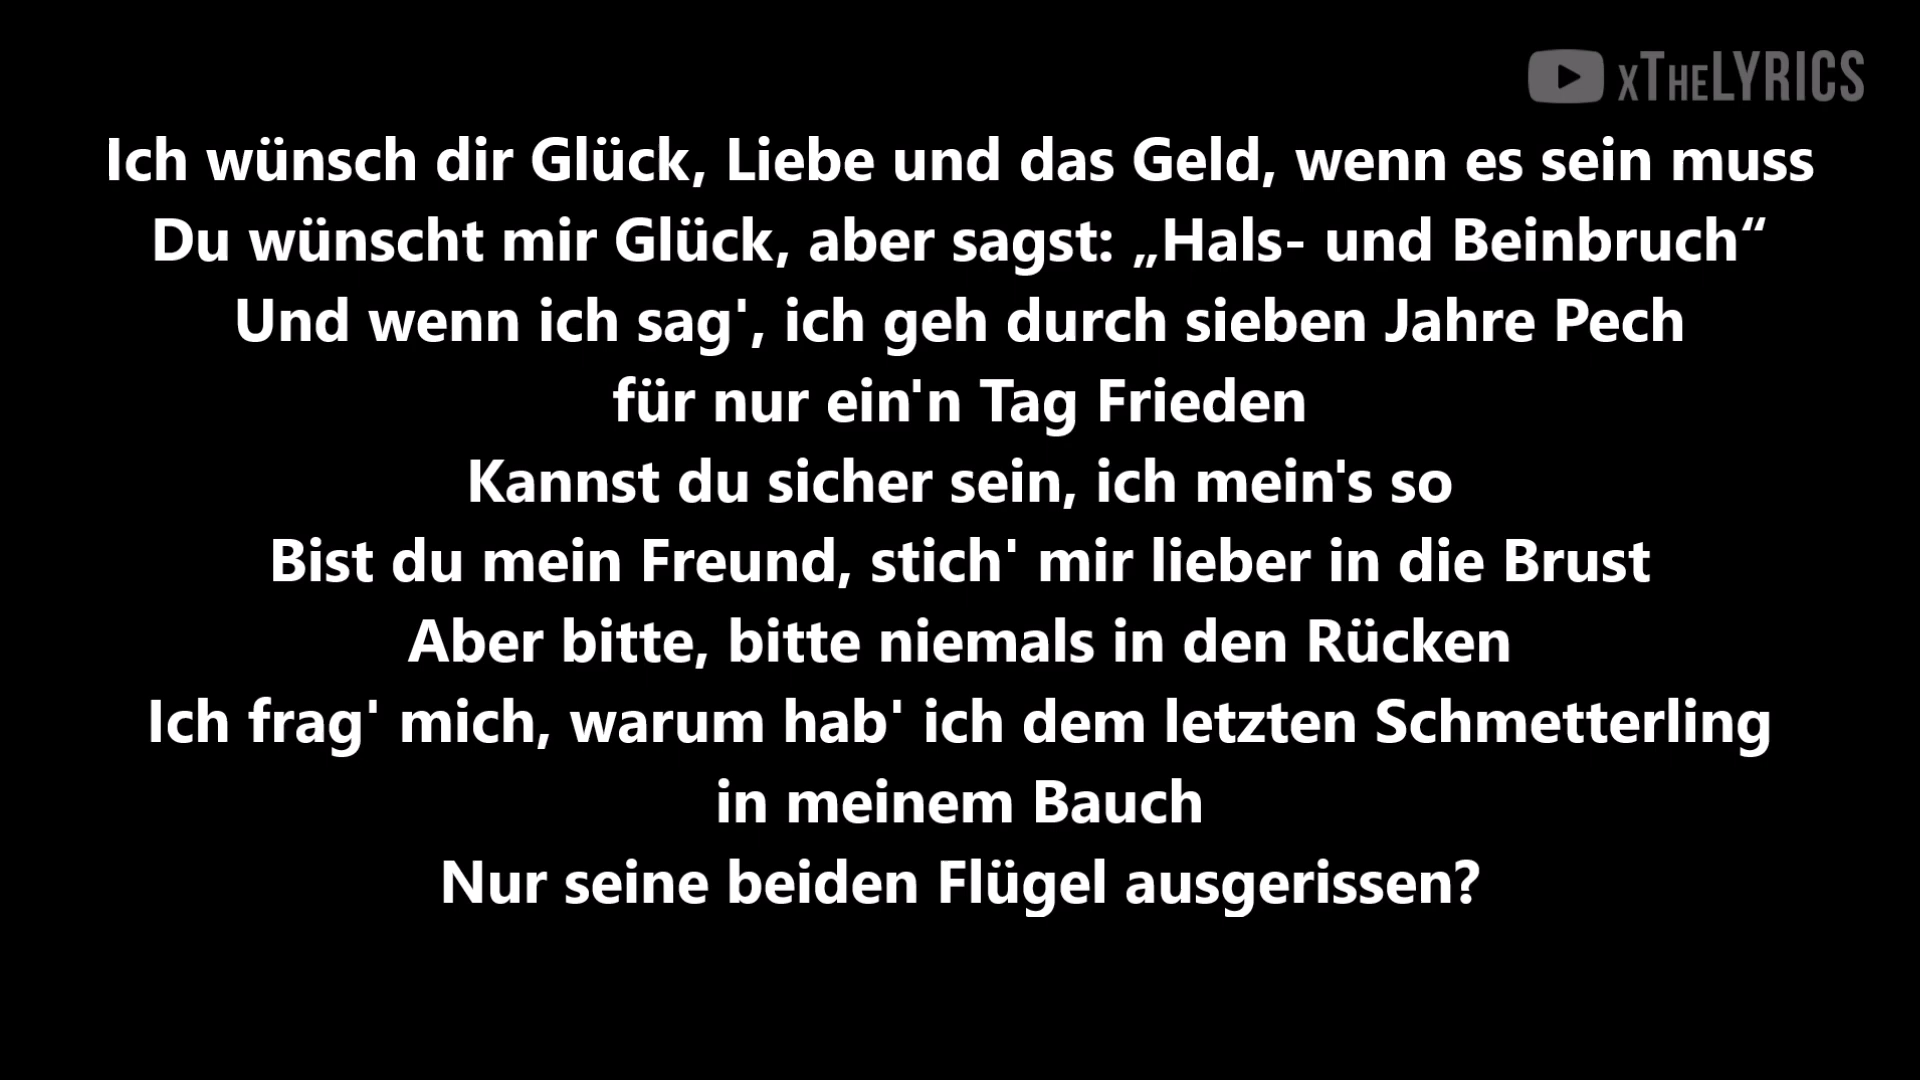 xTheLYRICS
Ich wünsch dir Glück, Liebe und das Geld, wenn es sein muss
Du wünscht mir Glück, aber sagst: „Hals- und Beinbruch“
Und wenn ich sag', ich geh durch sieben Jahre Pech
für nur ein'n Tag Frieden
Kannst du sicher sein, ich mein's so
Bist du mein Freund, stich' mir lieber in die Brust
Aber bitte, bitte niemals in den Rücken
Ich frag' mich, warum hab' ich dem letzten Schmetterling
in meinem Bauch
Nur seine beiden Flügel ausgerissen?